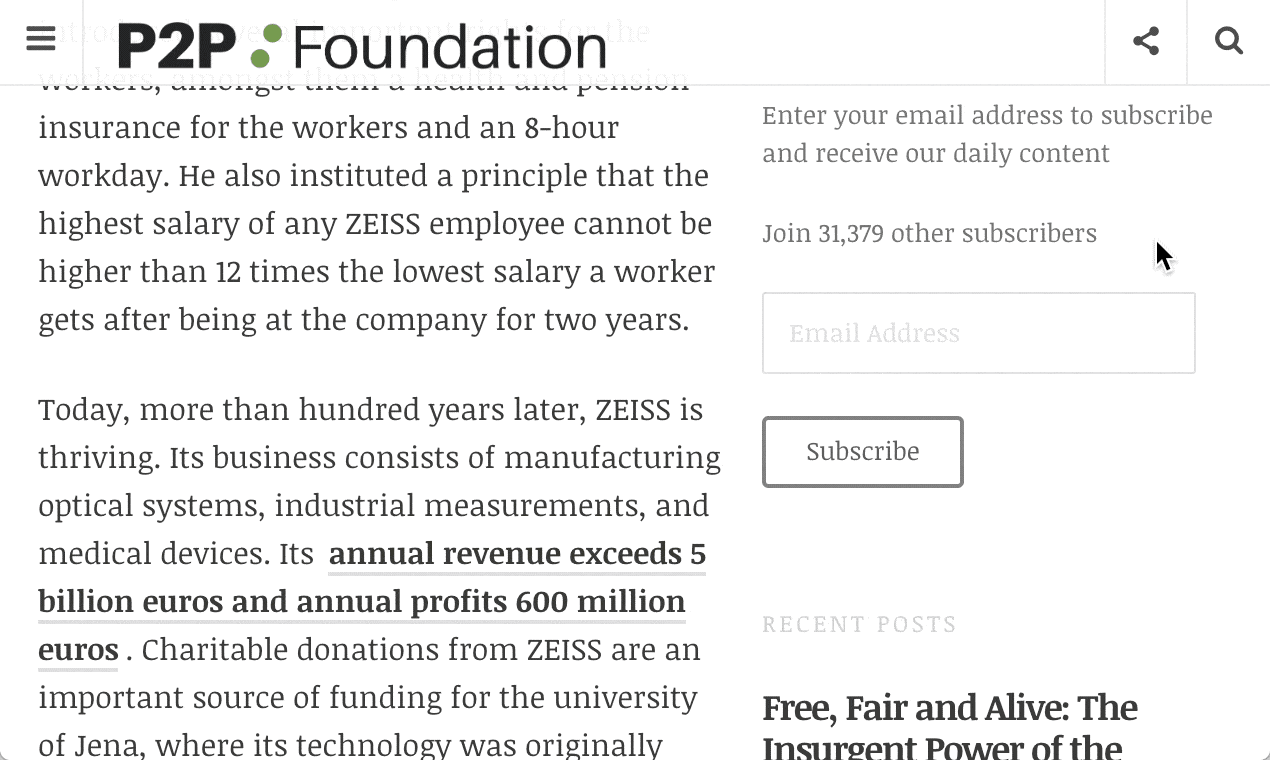 P2P Foundation
introduced several important rights for the
workers, amongst them a health and pension
insurance for the workers and an 8-hour
workday. He also instituted a principle that the
highest salary of any ZEISS employee cannot be
higher than 12 times the lowest salary a worker
gets after being at the company for two years.
Today, more than hundred years later, ZEISS is
thriving. Its business consists of manufacturing
optical systems, industrial measurements, and
medical devices. Its annual revenue exceeds 5
billion euros and annual profits 600 million
euros . Charitable donations from ZEISS are an
important source of funding for the university
of Jena, where its technology was originally
Enter your email address to subscribe
and receive our daily content
Join 31,379 other subscribers
Email Address
Subscribe
RECENT POSTS
Free, Fair and Alive: The
Insurgent Power of the